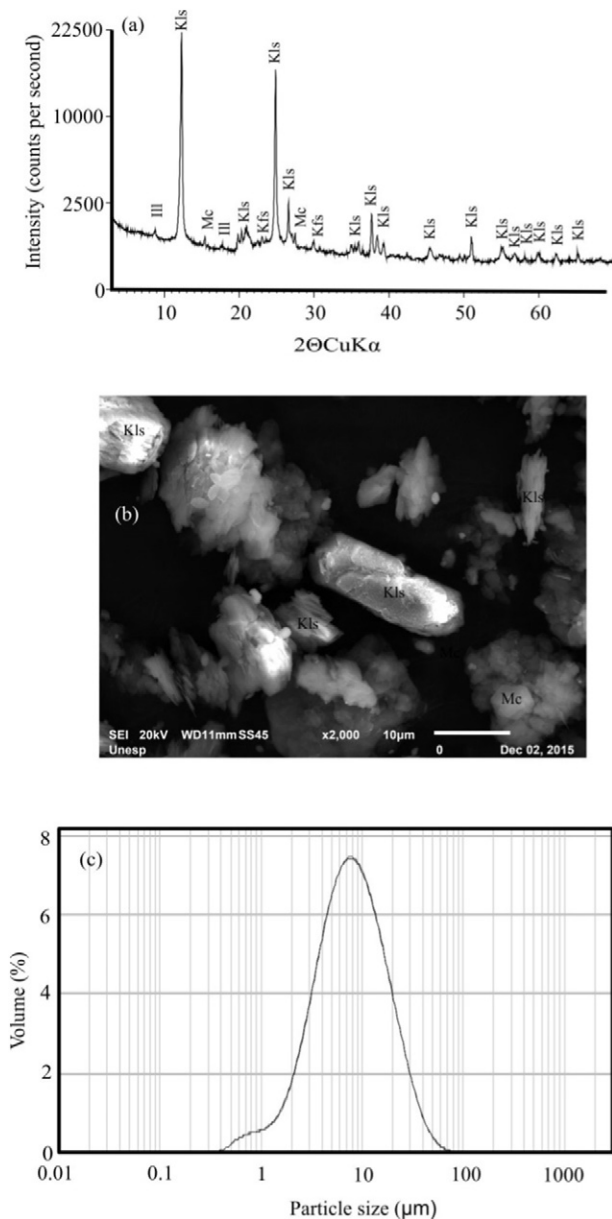 (a)
22500
10000
2500
0
Intensity (counts per second)
Ill
Kls
Mc
Ill
Kls
Kfs
Kls
Kls
Mc
Kfs
Kls
Kls
Kls
Kls
Kls
Kls
Kls
Kls
Kls
Kls
Kls
10 20 30 40 50 60
2ΘCuKα
(b)
Kls
Kls
Kls
Kls
Mc
SEI 20kV WD11mm SS45 x2,000 10µm
Unesp 0 Dec 02, 2015
(c)
8
6
4
2
0
Volume (%)
0.01 0.1 1 10 100 1000
Particle size (µm)